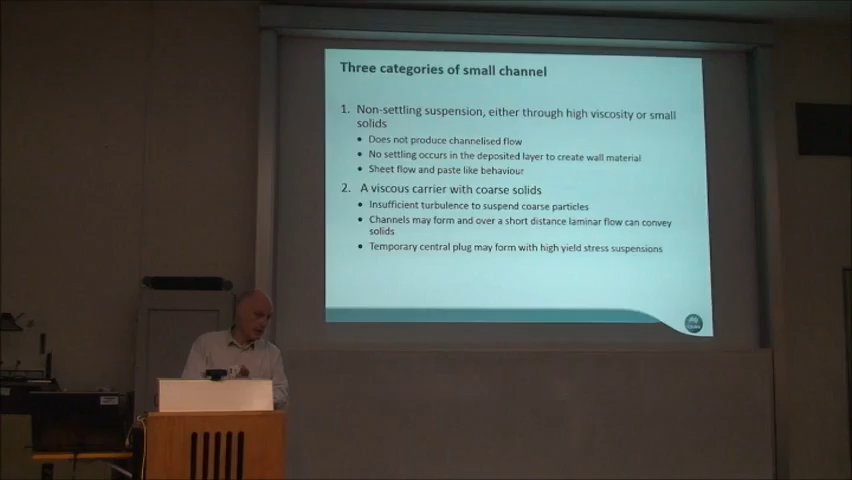 Three categories of small channel
1. Non-settling suspension, either through high viscosity or small
solids
• Does not produce channelised flow
• No settling occurs in the deposited layer to create wall material
• Sheet flow and paste like behaviour
2. A viscous carrier with coarse solids
• Insufficient turbulence to suspend coarse particles
• Channels may form and over a short distance laminar flow can convey
solids
• Temporary central plug may form with high yield stress suspensions